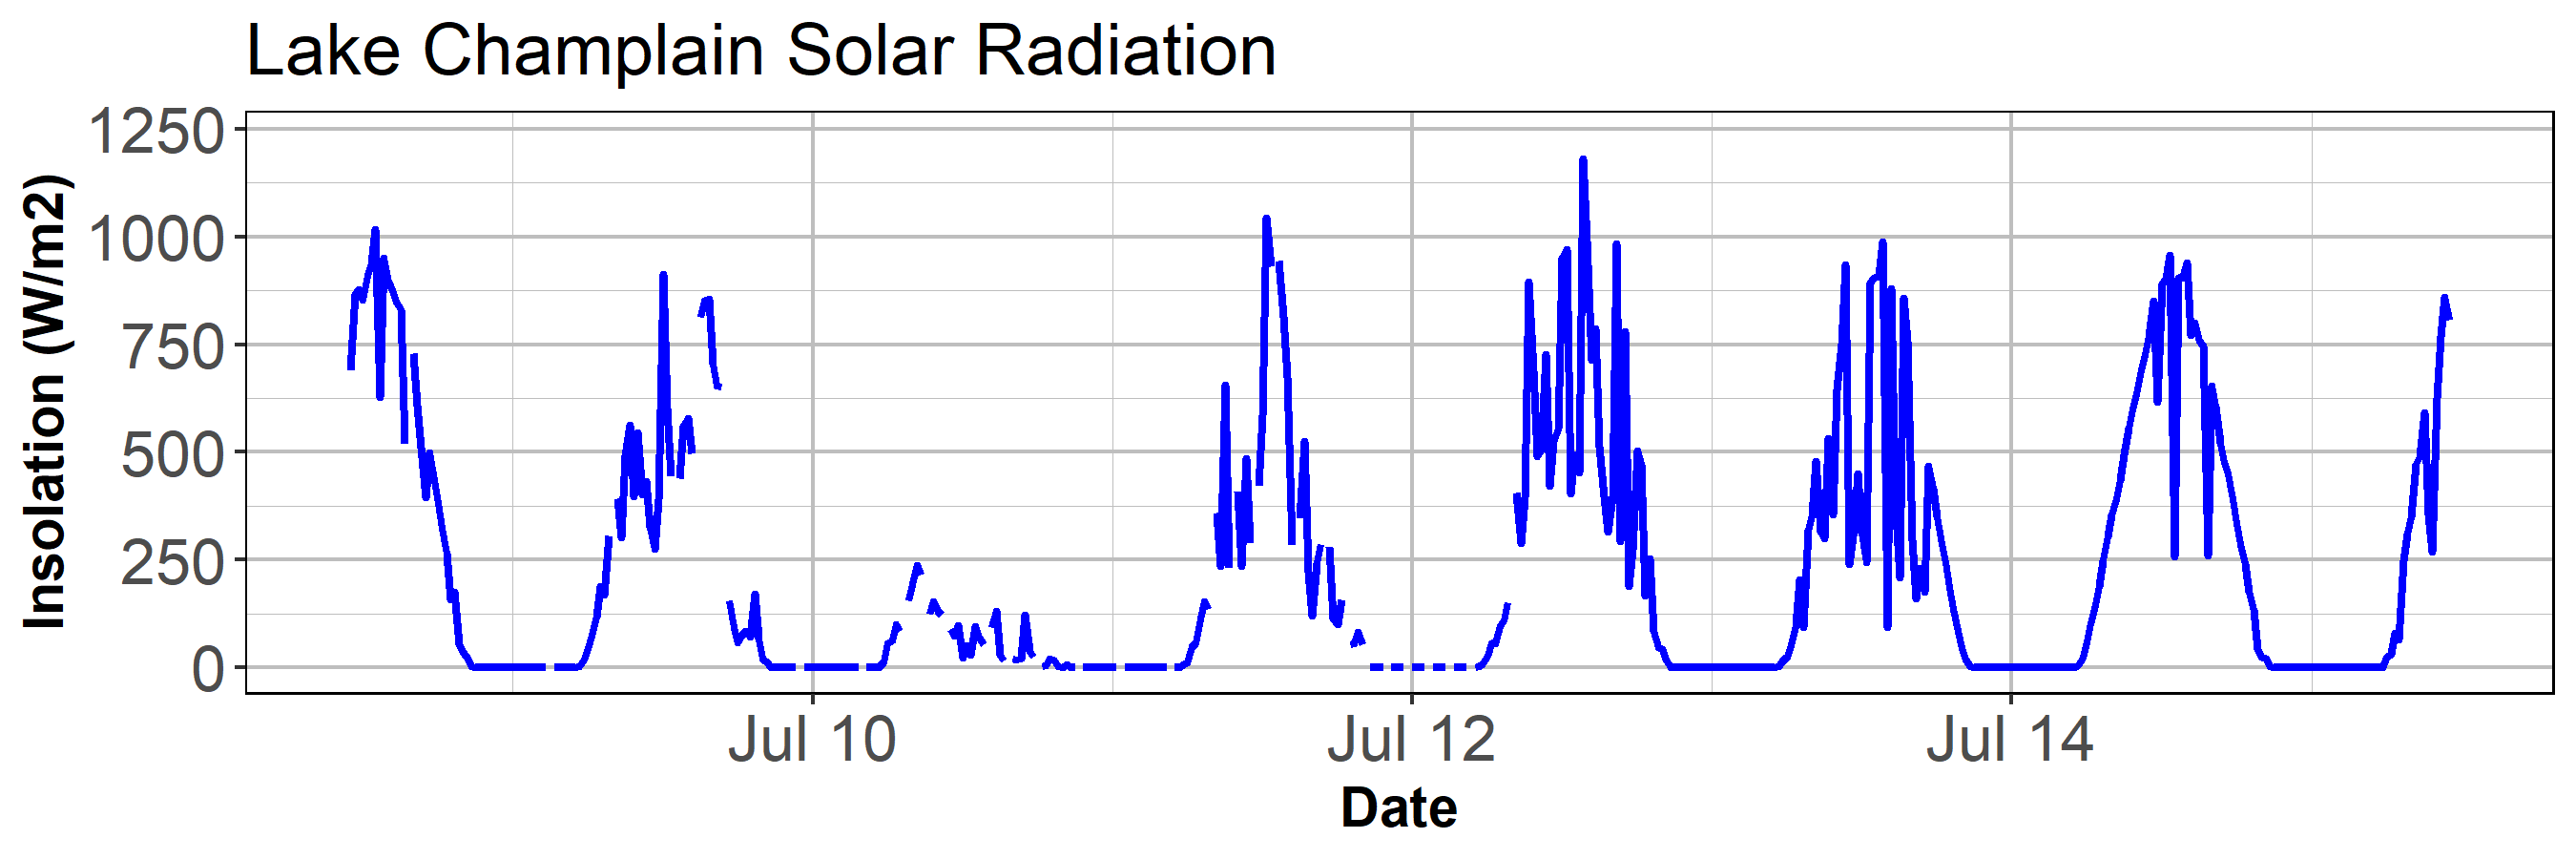 Lake Champlain Solar Radiation
Insolation (W/m2)
1250
1000
750
500
250
0
Jul 10
Jul 12
Jul 14
Date